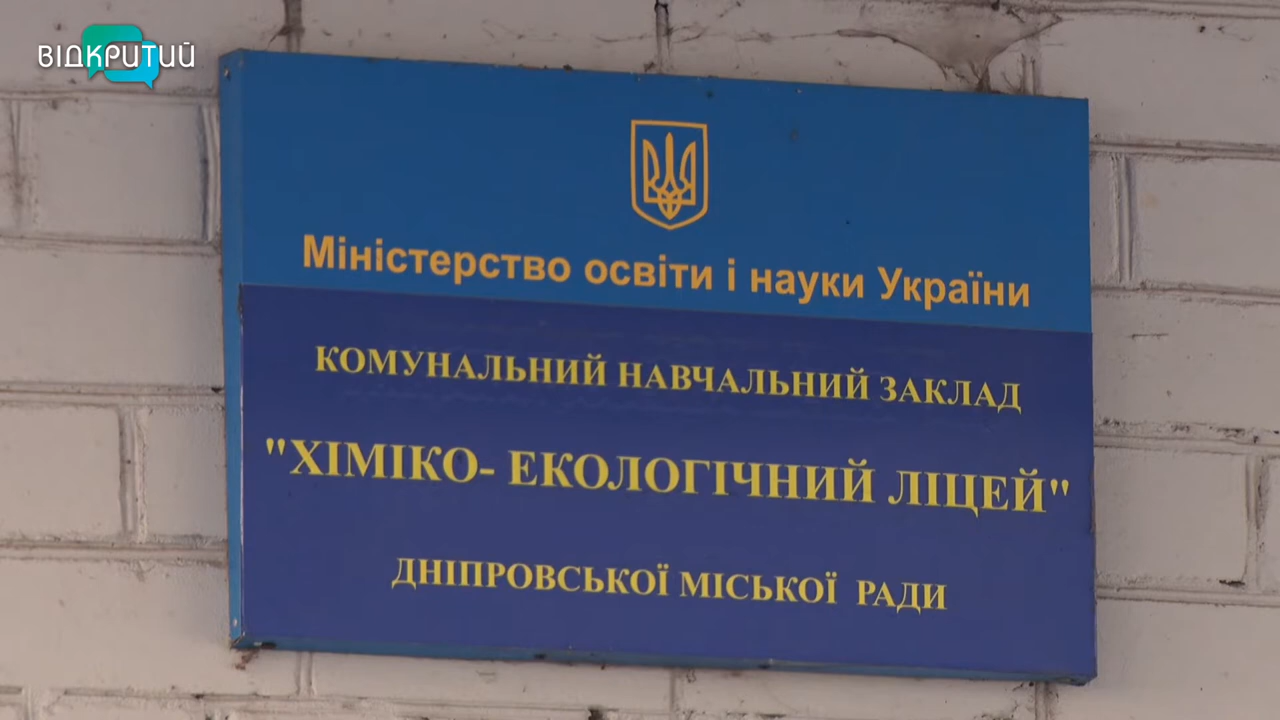 ВІДКРИТИЙ
Міністерство освіти і науки України
КОМУНАЛЬНИЙ НАВЧАЛЬНИЙ ЗАКЛАД
"ХІМІКО- ЕКОЛОГІЧНИЙ ЛІЦЕЙ"
ДНІПРОВСЬКОЇ МІСЬКОЇ РАДИ